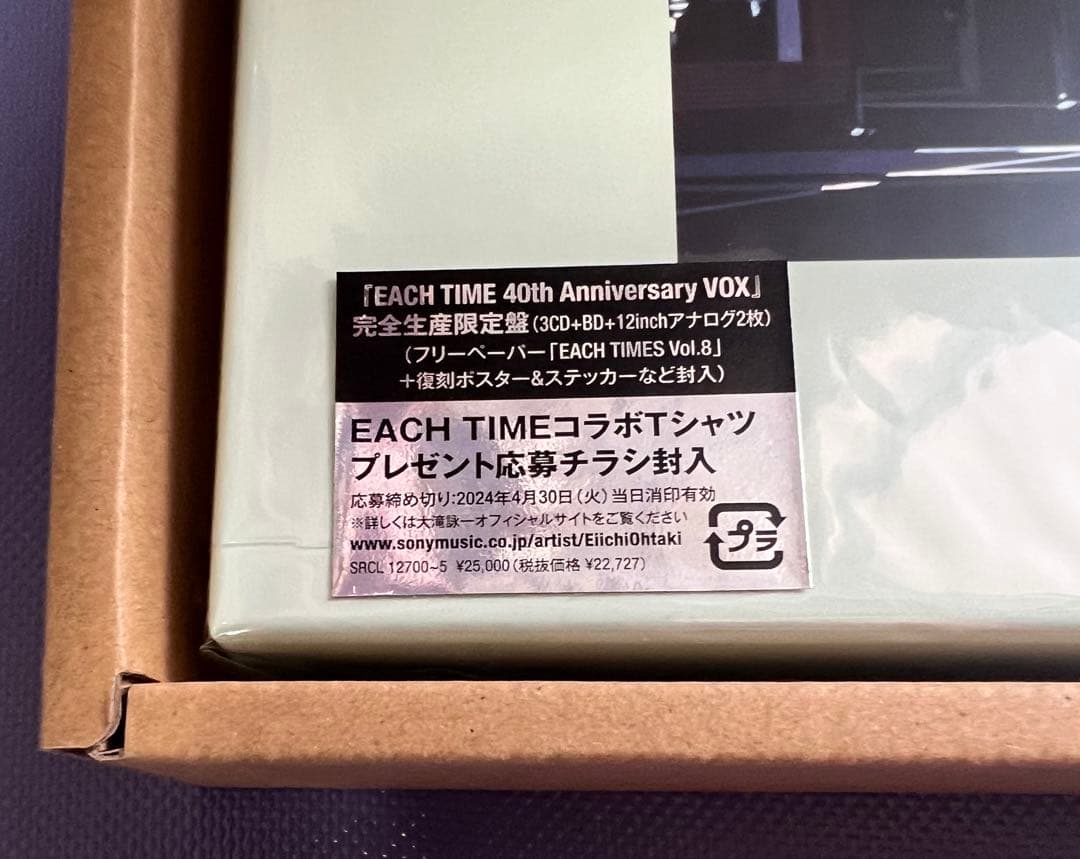 『EACH TIME 40th Anniversary VOX』
完全生産限定盤(3CD+BD+12inchアナログ2枚)
(フリーペーパー「EACH TIMES Vol.8」
+復刻ポスター&ステッカーなど封入)
EACH TIMEコラボTシャツ
プレゼント応募チラシ封入
応募締め切り:2024年4月30日(火)当日消印有効
※詳しくは大滝詠一オフィシャルサイトをご覧ください
www.sonymusic.co.jp/artist/EiichiOhtaki
SRCL 12700~5 ¥25,000(税抜価格 ¥22,727)
プラ